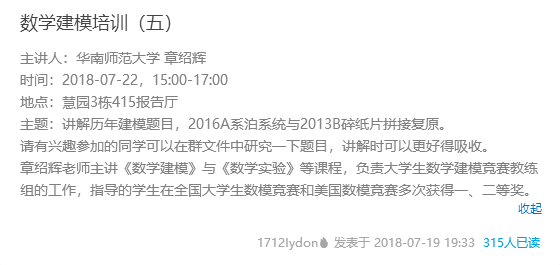 数学建模培训（五）
主讲人：华南师范大学 章绍辉
时间：2018-07-22，15:00-17:00
地点：慧园3栋415报告厅
主题：讲解历年建模题目，2016A系泊系统与2013B碎纸片拼接复原。
请有兴趣参加的同学可以在群文件中研究一下题目，讲解时可以更好得吸收。
章绍辉老师主讲《数学建模》与《数学实验》等课程，负责大学生数学建模竞赛教练
组的工作，指导的学生在全国大学生数模竞赛和美国数模竞赛多次获得一、二等奖。
收起
1712lydon 发表于 2018-07-19 19:33 315人已读